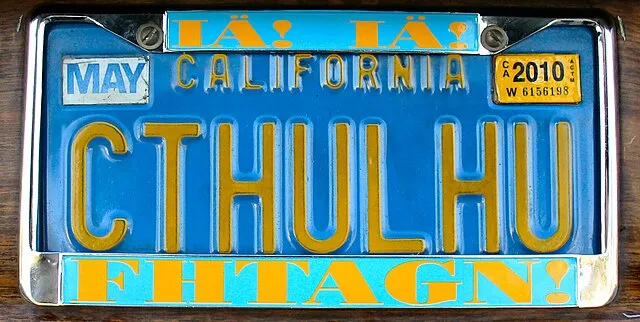 IÄ! IÄ!
MAY
CALIFORNIA
CA 2010
W 6156198
CTHULHU
FHTAGN!